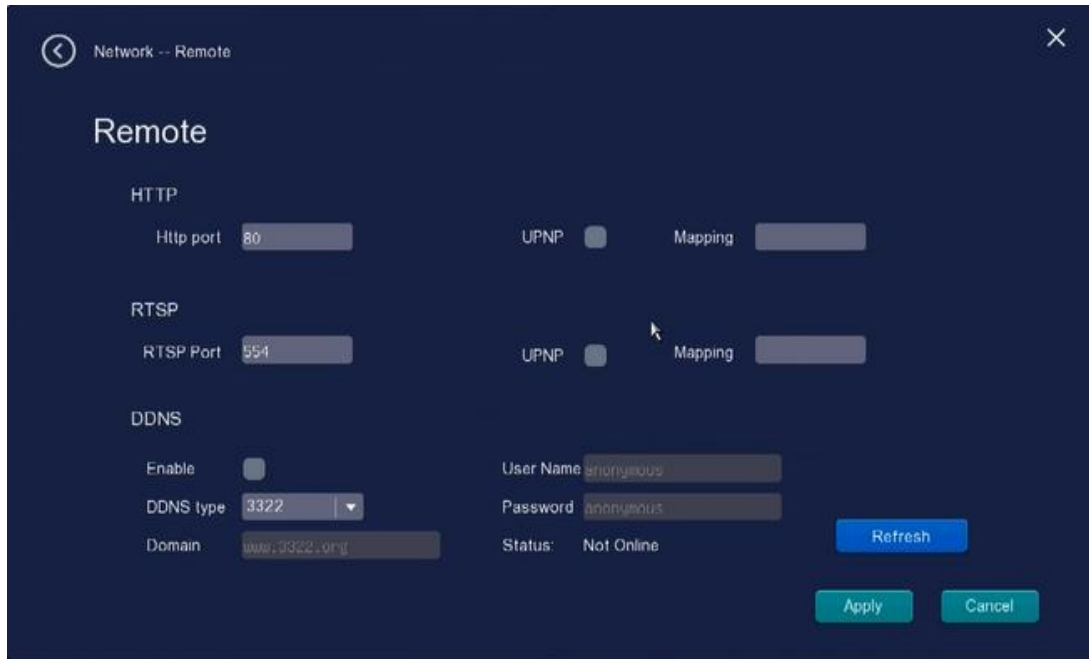 Network -- Remote
Remote
HTTP
Http port 80 UPNP Mapping
RTSP
RTSP Port 554 UPNP Mapping
DDNS
Enable User Name anonymous
DDNS type 3322 Password anonymous
Domain www.3322.org Status: Not Online Refresh
Apply Cancel